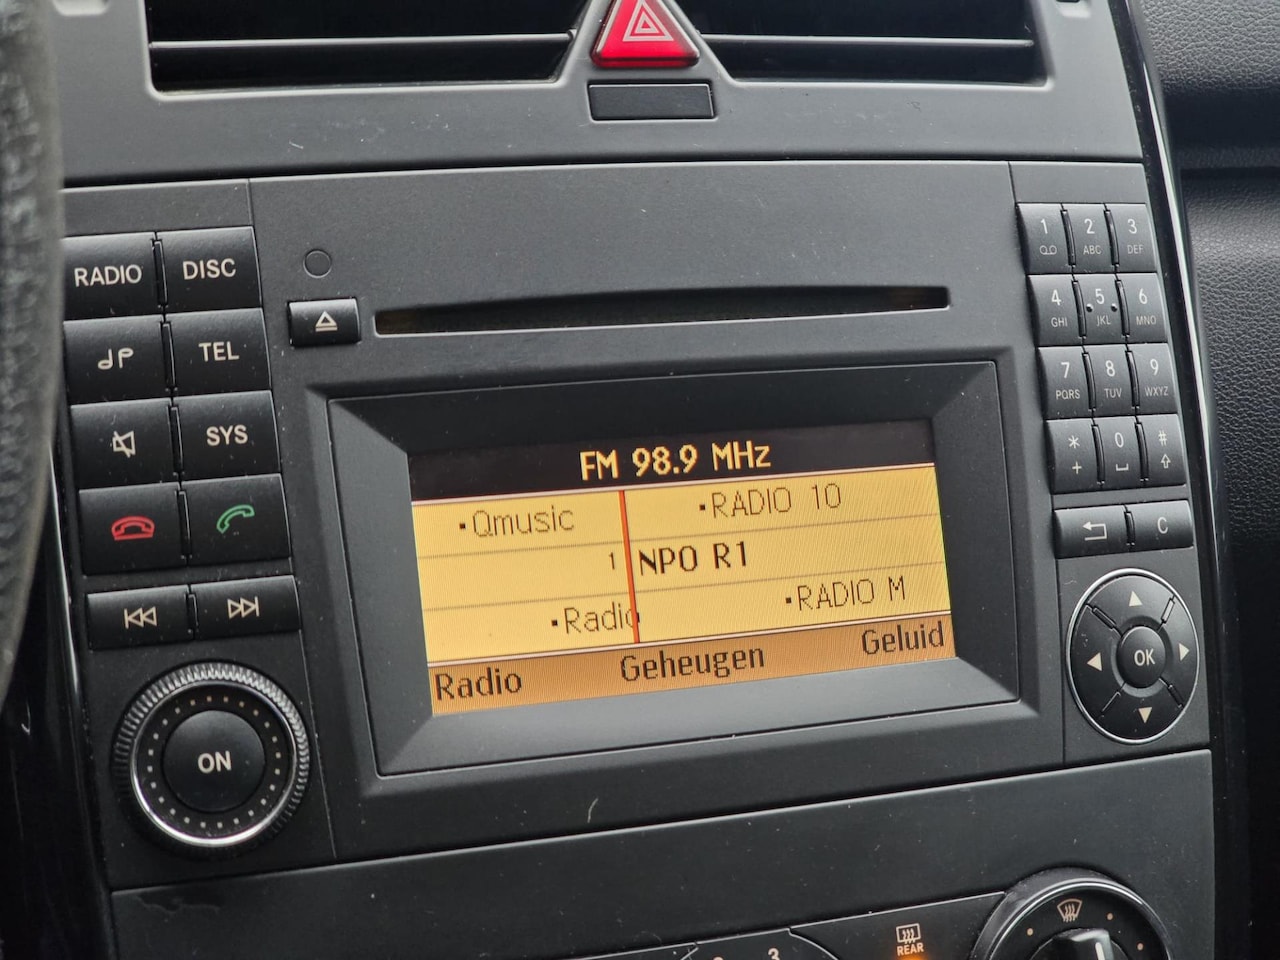 RADIO DISC
TEL
SYS
ON
1 2 ABC 3 DEF
4 GHI 5 JKL 6 MNO
7 PQRS 8 TUV 9 WXYZ
* + 0 #
C
OK
FM 98.9 MHz
•Qmusic •RADIO 10
1 NPO R1
•Radio •RADIO M
Radio Geheugen Geluid
2 3
REAR